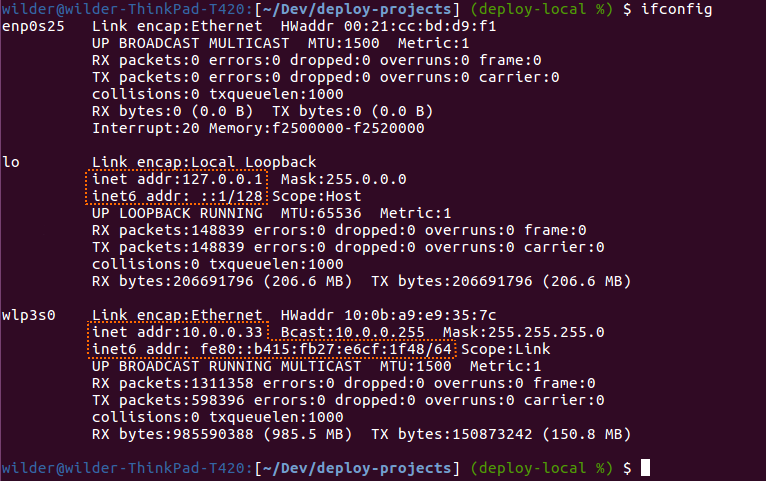 wilder@wilder-ThinkPad-T420:[~/Dev/deploy-projects] (deploy-local %) $ ifconfig
enp0s25   Link encap:Ethernet  HWaddr 00:21:cc:bd:d9:f1
          UP BROADCAST MULTICAST  MTU:1500  Metric:1
          RX packets:0 errors:0 dropped:0 overruns:0 frame:0
          TX packets:0 errors:0 dropped:0 overruns:0 carrier:0
          collisions:0 txqueuelen:1000
          RX bytes:0 (0.0 B)  TX bytes:0 (0.0 B)
          Interrupt:20 Memory:f2500000-f2520000
lo        Link encap:Local Loopback
          inet addr:127.0.0.1  Mask:255.0.0.0
          inet6 addr: ::1/128 Scope:Host
          UP LOOPBACK RUNNING  MTU:65536  Metric:1
          RX packets:148839 errors:0 dropped:0 overruns:0 frame:0
          TX packets:148839 errors:0 dropped:0 overruns:0 carrier:0
          collisions:0 txqueuelen:1000
          RX bytes:206691796 (206.6 MB)  TX bytes:206691796 (206.6 MB)
wlp3s0    Link encap:Ethernet  HWaddr 10:0b:a9:e9:35:7c
          inet addr:10.0.0.33  Bcast:10.0.0.255  Mask:255.255.255.0
          inet6 addr: fe80::b415:fb27:e6cf:1f48/64 Scope:Link
          UP BROADCAST RUNNING MULTICAST  MTU:1500  Metric:1
          RX packets:1311358 errors:0 dropped:0 overruns:0 frame:0
          TX packets:598396 errors:0 dropped:0 overruns:0 carrier:0
          collisions:0 txqueuelen:1000
          RX bytes:985590388 (985.5 MB)  TX bytes:150873242 (150.8 MB)
wilder@wilder-ThinkPad-T420:[~/Dev/deploy-projects] (deploy-local %) $